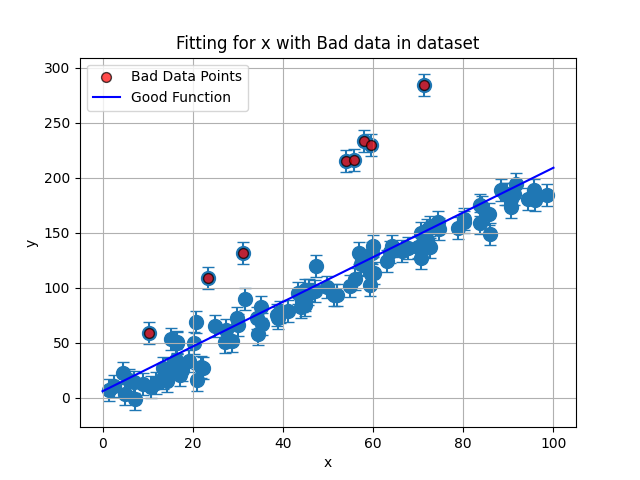 Fitting for x with Bad data in dataset
Bad Data Points
Good Function
300
250
200
150
100
50
0
y
0 20 40 60 80 100
x